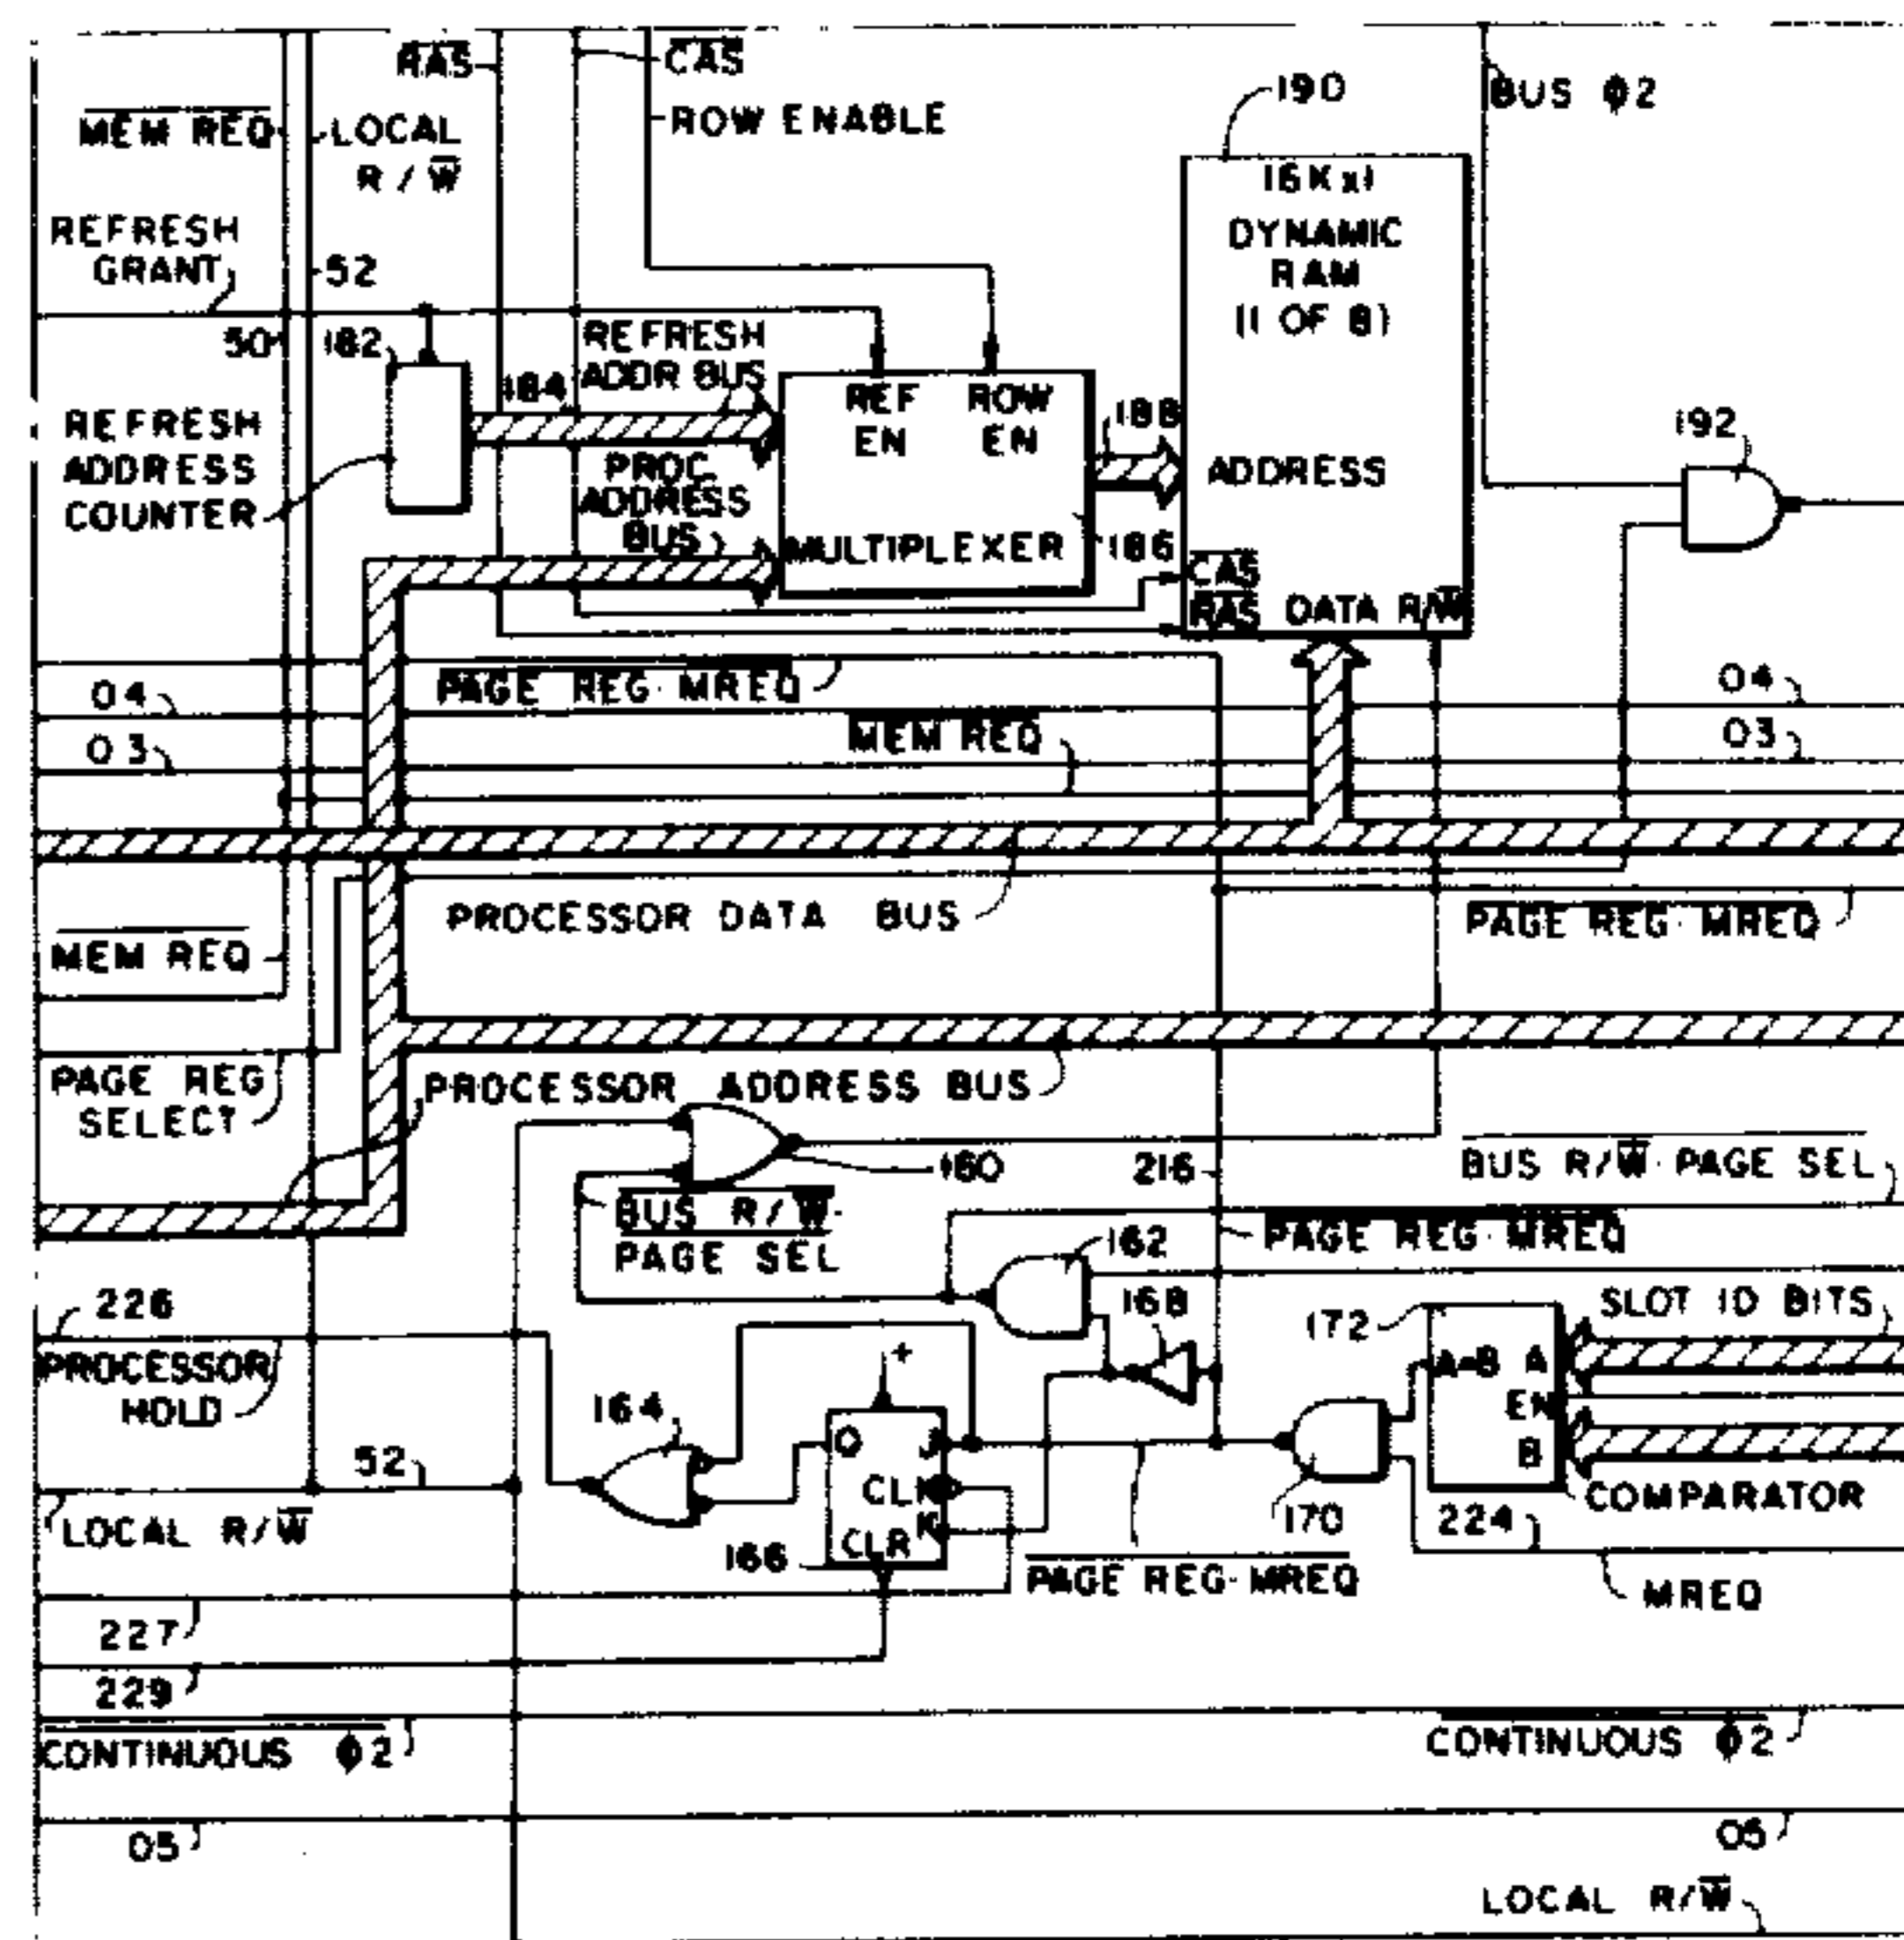 RAS
CAS
MEM REQ
LOCAL
R/W
ROW ENABLE
190
BUS φ2
16K x1
DYNAMIC
RAM
(1 OF 8)
REFRESH
GRANT
52
50
182
REFRESH
ADDRESS
COUNTER
184
REFRESH
ADDR BUS
REF
EN
ROW
EN
188
ADDRESS
192
PROC.
ADDRESS
BUS
MULTIPLEXER
186
CAS
RAS DATA R/W
PAGE REG·MREQ
04
03
MEM REQ
04
03
PROCESSOR DATA BUS
PAGE REG·MREQ
MEM REQ
PAGE REG
SELECT
PROCESSOR ADDRESS BUS
160
216
BUS R/W·PAGE SEL
BUS R/W·
PAGE SEL
PAGE REG·MREQ
162
168
172
SLOT ID BITS
226
PROCESSOR
HOLD
A=B A
EN
B
+
164
Q J
CLK
K
CLR
52
COMPARATOR
LOCAL R/W
166
170
224
PAGE REG·MREQ
MREQ
227
229
CONTINUOUS φ2
CONTINUOUS φ2
05
05
LOCAL R/W